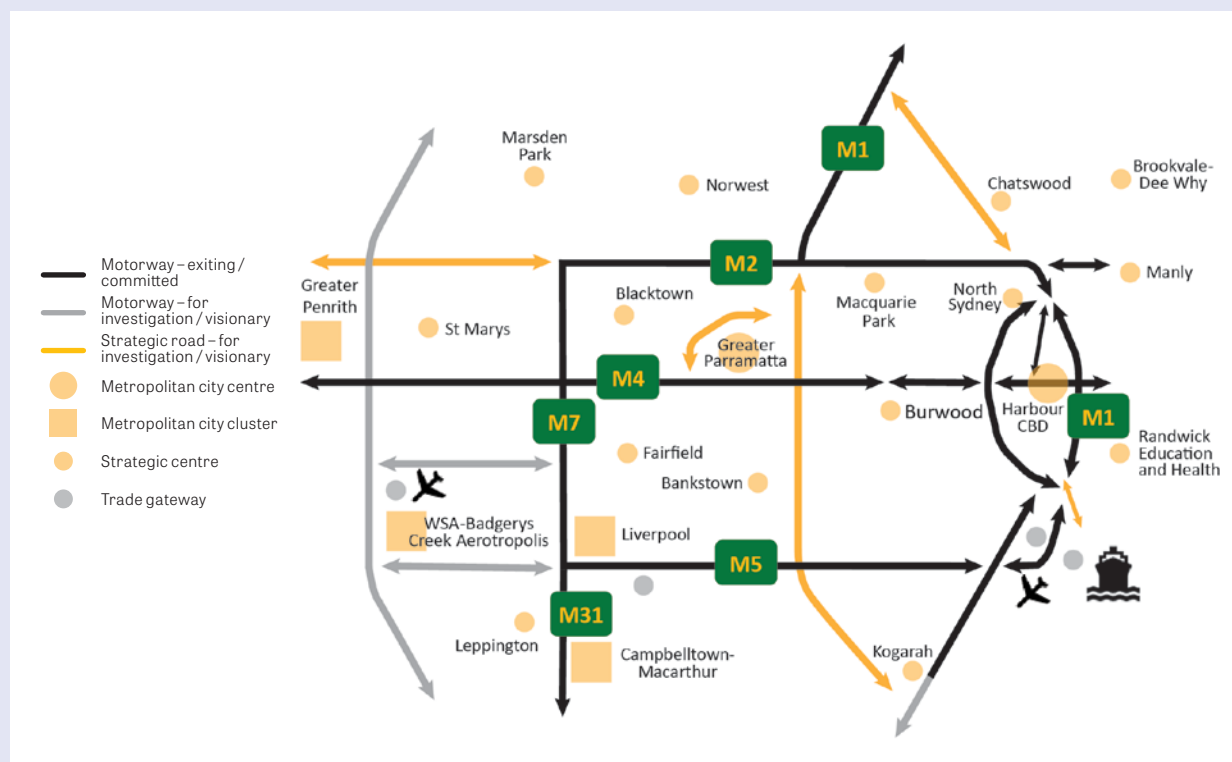 Motorway – exiting /
committed
Motorway – for
investigation / visionary
Strategic road – for
investigation / visionary
Metropolitan city centre
Metropolitan city cluster
Strategic centre
Trade gateway
Marsden
Park
Norwest
M1
Chatswood
Brookvale-
Dee Why
M2
Manly
Greater
Penrith
St Marys
Blacktown
Macquarie
Park
North
Sydney
Greater
Parramatta
M4
Burwood
Harbour
CBD
M1
M7
Fairfield
Bankstown
Randwick
Education
and Health
WSA-Badgerys
Creek Aerotropolis
Liverpool
M5
M31
Leppington
Campbelltown-
Macarthur
Kogarah